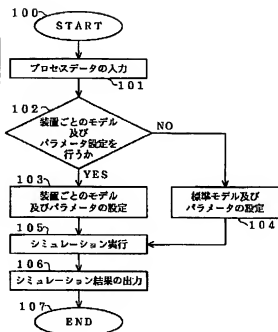 100
START
プロセスデータの入力
101
102
装置ごとのモデル
及び
パラメータ設定を
行うか
NO
YES
103
装置ごとのモデル
及びパラメータの設定
標準モデル及び
パラメータの設定
104
105
シミュレーション実行
106
シミュレーション結果の出力
107
END